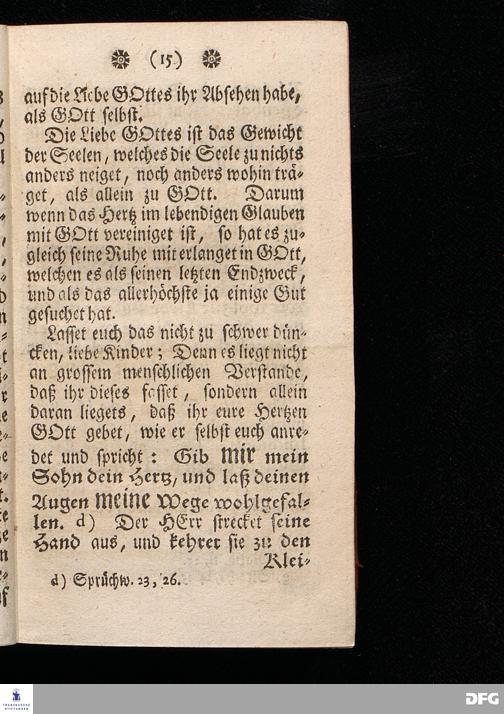 (15)
auf die Liebe GOttes ihr Absehen habe,
als GOtt selbst.
Die Liebe GOttes ist das Gewicht
der Seelen, welches die Seele zu nichts
anders neiget, noch anders wohin trä-
get, als allein zu GOtt. Darum
wenn das Hertz im lebendigen Glauben
mit GOtt vereiniget ist, so hat es zu-
gleich seine Ruhe mit erlanget in GOtt,
welchen es als seinen letzten Endzweck,
und als das allerhöchste ja einige Gut
gesuchet hat.
Lasset euch das nicht zu schwer dün-
cken, liebe Kinder; Denn es liegt nicht
an grossem menschlichen Verstande,
daß ihr dieses fasset, sondern allein
daran liegets, daß ihr eure Hertzen
GOtt gebet, wie er selbst euch anre-
det und spricht: Gib mir mein
Sohn dein Hertz, und laß deinen
Augen meine Wege wohlgefal-
len. d) Der HErr strecket seine
Hand aus, und kehret sie zu den
Klei-
d) Sprüchw. 23, 26.
FRANCKESCHE
STIFTUNGEN
DFG